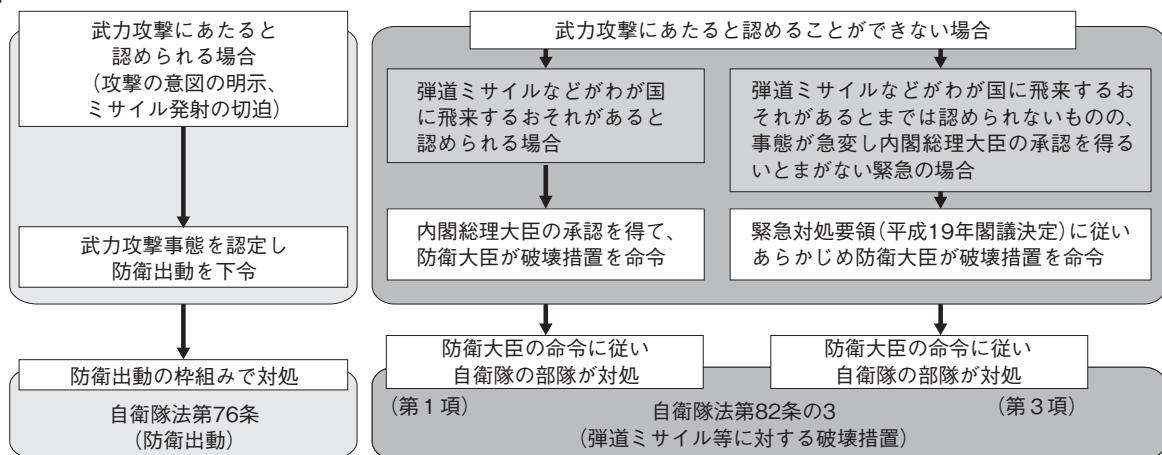 武力攻撃にあたると
認められる場合
(攻撃の意図の明示、
ミサイル発射の切迫)
武力攻撃事態を認定し
防衛出動を下令
防衛出動の枠組みで対処
自衛隊法第76条
(防衛出動)
武力攻撃にあたると認めることができない場合
弾道ミサイルなどがわが国
に飛来するおそれがあると
認められる場合
内閣総理大臣の承認を得て、
防衛大臣が破壊措置を命令
防衛大臣の命令に従い
自衛隊の部隊が対処
(第1項)
弾道ミサイルなどがわが国に飛来するお
それがあるとまでは認められないものの、
事態が急変し内閣総理大臣の承認を得る
いとまがない緊急の場合
緊急対処要領(平成19年閣議決定)に従い
あらかじめ防衛大臣が破壊措置を命令
防衛大臣の命令に従い
自衛隊の部隊が対処
(第3項)
自衛隊法第82条の3
(弾道ミサイル等に対する破壊措置)